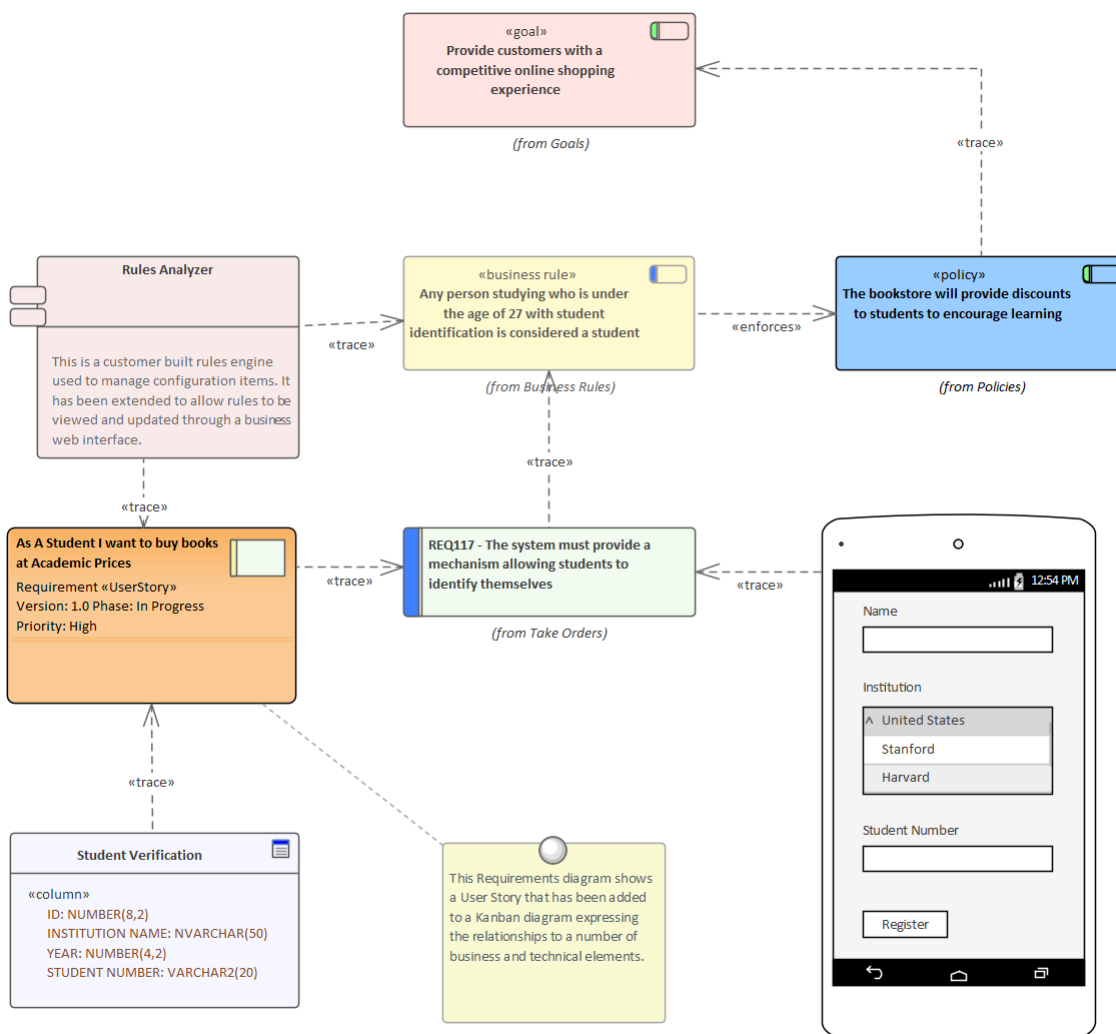 «goal»
Provide customers with a
competitive online shopping
experience
(from Goals)
«trace»
Rules Analyzer
This is a customer built rules engine
used to manage configuration items. It
has been extended to allow rules to be
viewed and updated through a business
web interface.
«trace»
«business rule»
Any person studying who is under
the age of 27 with student
identification is considered a student
(from Business Rules)
«enforces»
«policy»
The bookstore will provide discounts
to students to encourage learning
(from Policies)
«trace»
«trace»
As A Student I want to buy books
at Academic Prices
Requirement «UserStory»
Version: 1.0 Phase: In Progress
Priority: High
«trace»
REQ117 - The system must provide a
mechanism allowing students to
identify themselves
(from Take Orders)
«trace»
12:54 PM
Name
Institution
United States
Stanford
Harvard
Student Number
Register
«trace»
Student Verification
«column»
ID: NUMBER(8,2)
INSTITUTION NAME: NVARCHAR(50)
YEAR: NUMBER(4,2)
STUDENT NUMBER: VARCHAR2(20)
This Requirements diagram shows
a User Story that has been added
to a Kanban diagram expressing
the relationships to a number of
business and technical elements.